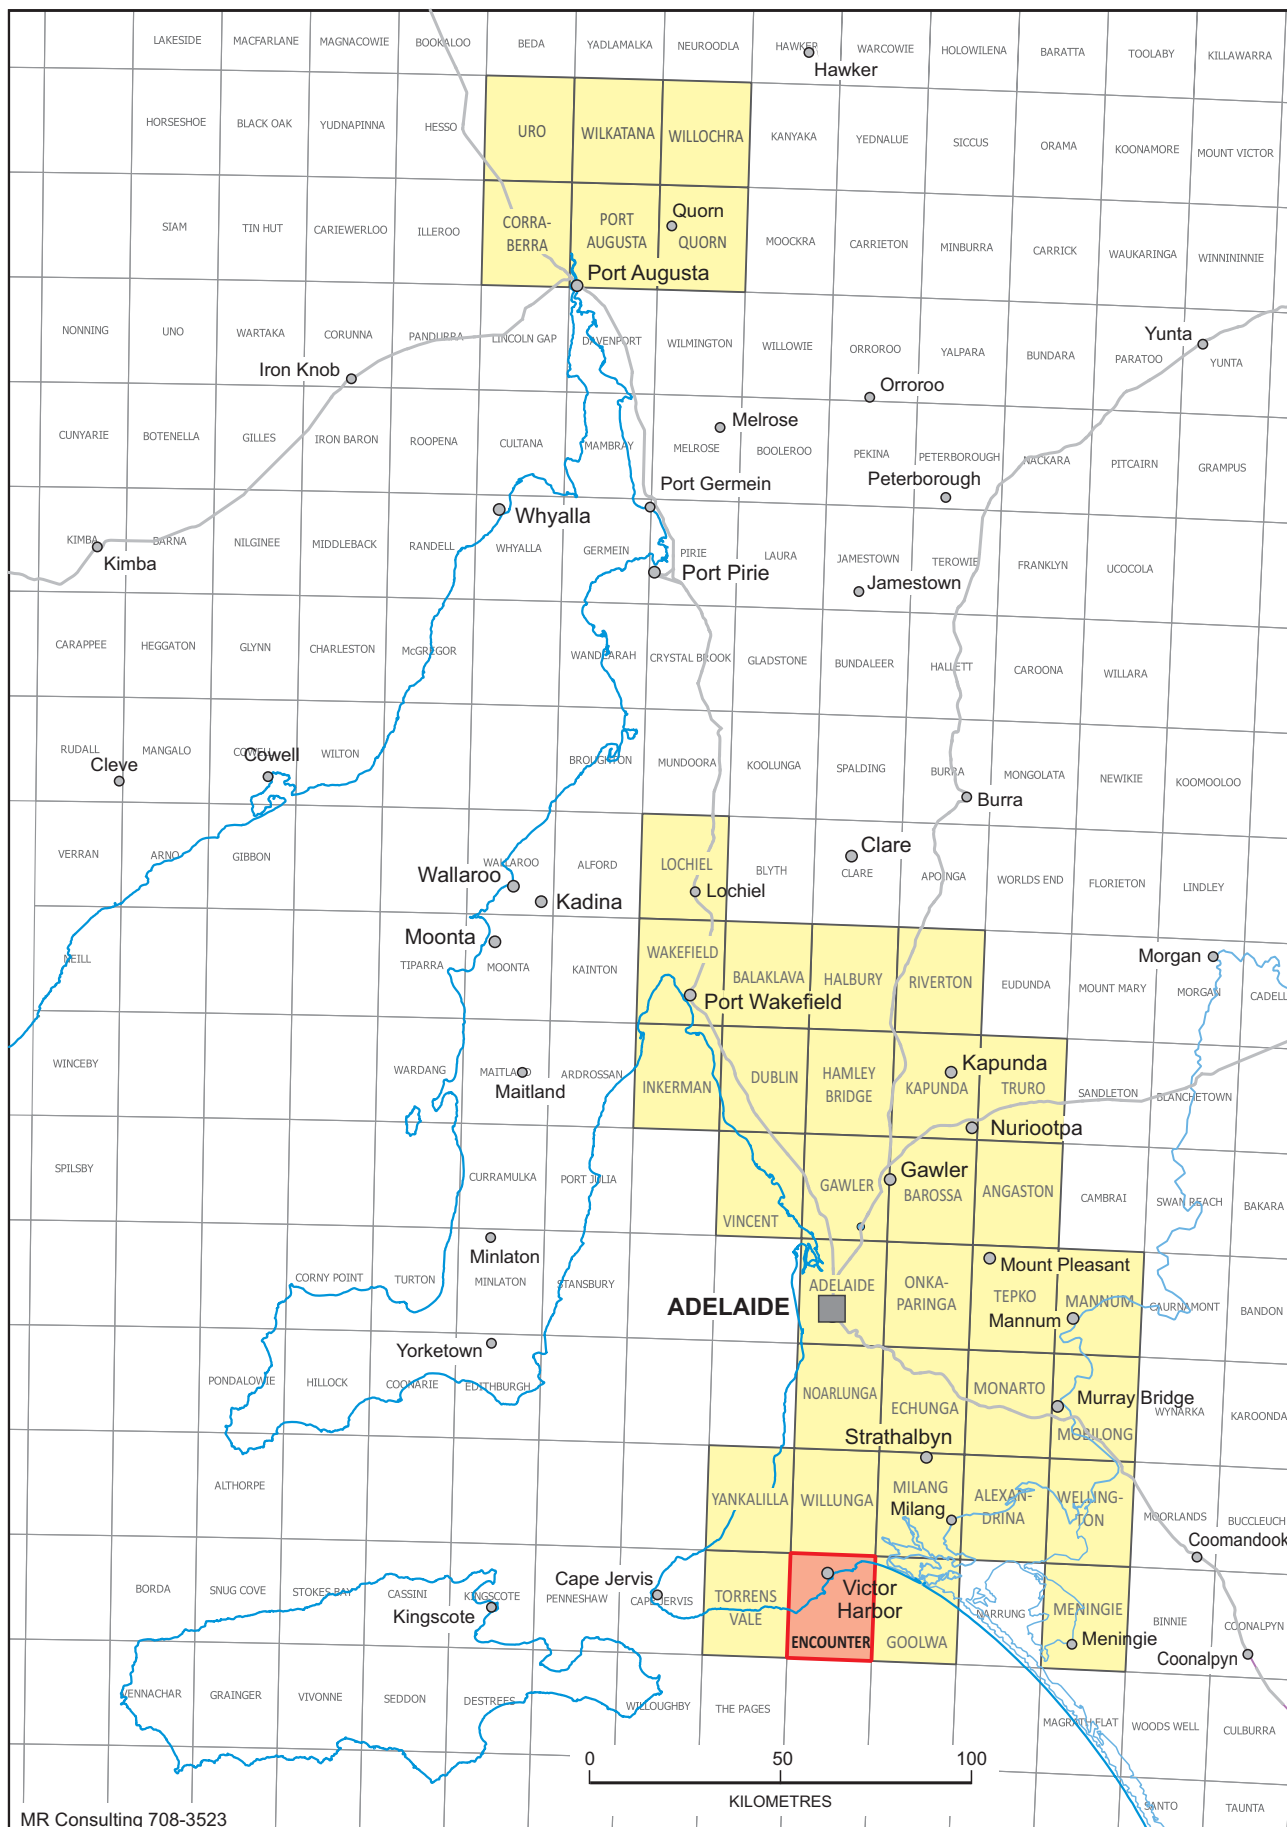 LAKESIDE
MACFARLANE
MAGNACOWIE
BOOKALOO
BEDA
YADLAMALKA
NEUROODLA
HAWKER
WARCOWIE
HOLOWILENA
BARATTA
TOOLABY
KILLAWARRA
Hawker
HORSESHOE
BLACK OAK
YUDNAPINNA
HESSO
URO
WILKATANA
WILLOCHRA
KANYAKA
YEDNALUE
SICCUS
ORAMA
KOONAMORE
MOUNT VICTOR
SIAM
TIN HUT
CARIEWERLOO
ILLEROO
CORRA-
BERRA
PORT
AUGUSTA
Quorn
QUORN
MOOCKRA
CARRIETON
MINBURRA
CARRICK
WAUKARINGA
WINNININNIE
Port Augusta
NONNING
UNO
WARTAKA
CORUNNA
PANDURRA
LINCOLN GAP
DAVENPORT
WILMINGTON
WILLOWIE
ORROROO
YALPARA
BUNDARA
PARATOO
Yunta
YUNTA
Iron Knob
Orroroo
CUNYARIE
BOTENELLA
GILLES
IRON BARON
ROOPENA
CULTANA
MAMBRAY
Melrose
MELROSE
BOOLEROO
PEKINA
PETERBOROUGH
NACKARA
PITCAIRN
GRAMPUS
Peterborough
Port Germein
Whyalla
KIMBA
Kimba
BARNA
NILGINEE
MIDDLEBACK
RANDELL
WHYALLA
GERMEIN
PIRIE
Port Pirie
LAURA
JAMESTOWN
Jamestown
TEROWIE
FRANKLYN
UCOCOLA
CARAPPEE
HEGGATON
GLYNN
CHARLESTON
McGREGOR
WANDEARAH
CRYSTAL BROOK
GLADSTONE
BUNDALEER
HALLETT
CAROONA
WILLARA
RUDALL
Cleve
MANGALO
COWELL
Cowell
WILTON
BROUGHTON
MUNDOORA
KOOLUNGA
SPALDING
BURRA
Burra
MONGOLATA
NEWIKIE
KOOMOOLOO
VERRAN
ARNO
GIBBON
WALLAROO
Wallaroo
ALFORD
Kadina
LOCHIEL
Lochiel
BLYTH
Clare
CLARE
APOINGA
WORLDS END
FLORIETON
LINDLEY
NEILL
TIPARRA
Moonta
MOONTA
KAINTON
WAKEFIELD
Port Wakefield
BALAKLAVA
HALBURY
RIVERTON
EUDUNDA
MOUNT MARY
Morgan
MORGAN
CADELL
WINCEBY
WARDANG
MAITLAND
Maitland
ARDROSSAN
INKERMAN
DUBLIN
HAMLEY
BRIDGE
Kapunda
KAPUNDA
TRURO
SANDLETON
BLANCHETOWN
Nuriootpa
SPILSBY
CURRAMULKA
PORT JULIA
VINCENT
GAWLER
Gawler
BAROSSA
ANGASTON
CAMBRAI
SWAN REACH
BAKARA
CORNY POINT
TURTON
Minlaton
MINLATON
STANSBURY
ADELAIDE
ADELAIDE
ONKA-
PARINGA
Mount Pleasant
TEPKO
MANNUM
Mannum
CAURNAMONT
BANDON
PONDALOWIE
HILLOCK
COONARIE
Yorketown
EDITHBURGH
NOARLUNGA
ECHUNGA
MONARTO
Murray Bridge
MOBILONG
WYNARKA
KAROONDA
Strathalbyn
ALTHORPE
YANKALILLA
WILLUNGA
MILANG
Milang
ALEXAN-
DRINA
WELLING-
TON
MOORLANDS
BUCCLEUCH
Coomandook
BORDA
SNUG COVE
STOKES BAY
CASSINI
KINGSCOTE
Kingscote
PENNESHAW
Cape Jervis
CAPE JERVIS
TORRENS
VALE
Victor
Harbor
ENCOUNTER
GOOLWA
NARRUNG
MENINGIE
Meningie
BINNIE
COONALPYN
Coonalpyn
VENNACHAR
GRAINGER
VIVONNE
SEDDON
DESTREES
WILLOUGHBY
THE PAGES
MAGRATH FLAT
WOODS WELL
CULBURRA
0
50
100
KILOMETRES
SANTO
TAUNTA
MR Consulting 708-3523